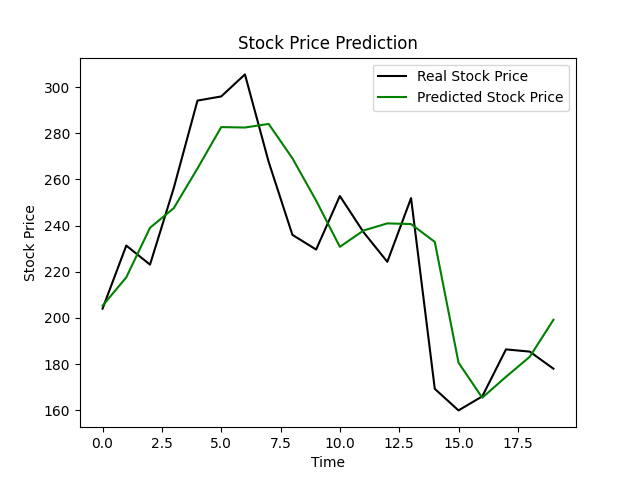 Stock Price Prediction
Real Stock Price
Predicted Stock Price
Stock Price
300
280
260
240
220
200
180
160
0.0 2.5 5.0 7.5 10.0 12.5 15.0 17.5
Time